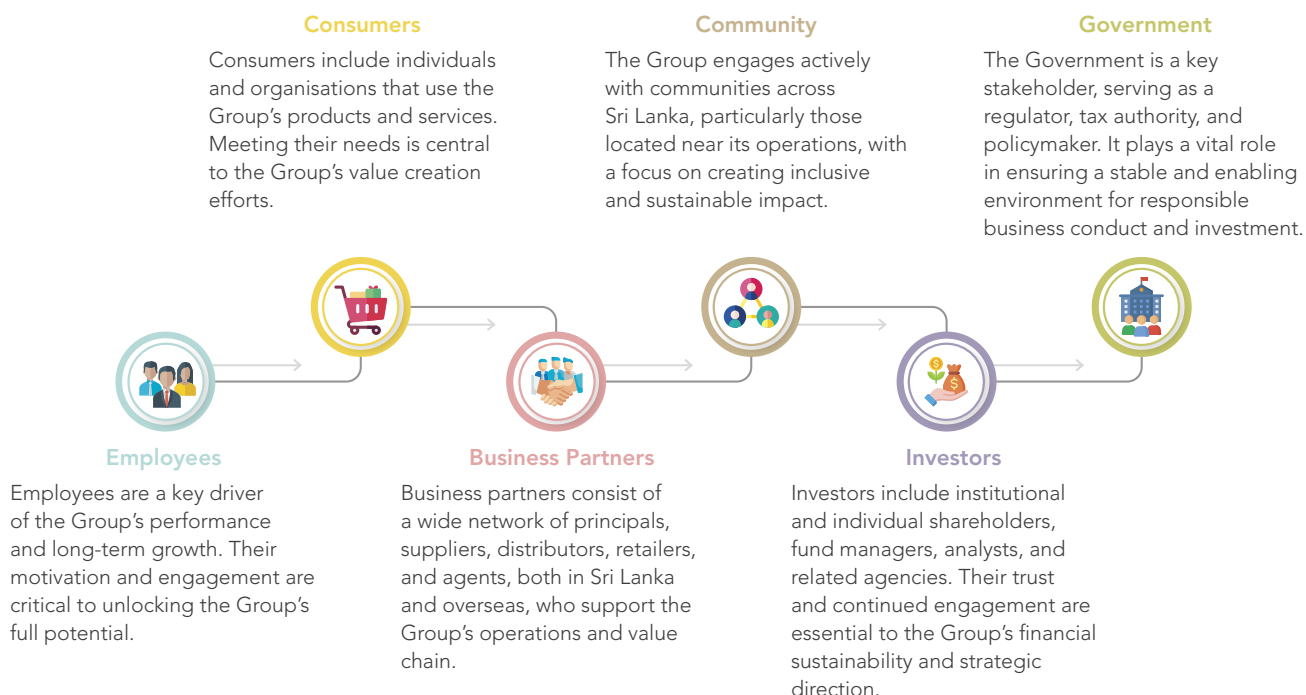 Consumers
Consumers include individuals
and organisations that use the
Group's products and services.
Meeting their needs is central
to the Group's value creation
efforts.
Community
The Group engages actively
with communities across
Sri Lanka, particularly those
located near its operations, with
a focus on creating inclusive
and sustainable impact.
Government
The Government is a key
stakeholder, serving as a
regulator, tax authority, and
policymaker. It plays a vital role
in ensuring a stable and enabling
environment for responsible
business conduct and investment.
Employees
Employees are a key driver
of the Group's performance
and long-term growth. Their
motivation and engagement are
critical to unlocking the Group's
full potential.
Business Partners
Business partners consist of
a wide network of principals,
suppliers, distributors, retailers,
and agents, both in Sri Lanka
and overseas, who support the
Group's operations and value
chain.
Investors
Investors include institutional
and individual shareholders,
fund managers, analysts, and
related agencies. Their trust
and continued engagement are
essential to the Group's financial
sustainability and strategic
direction.